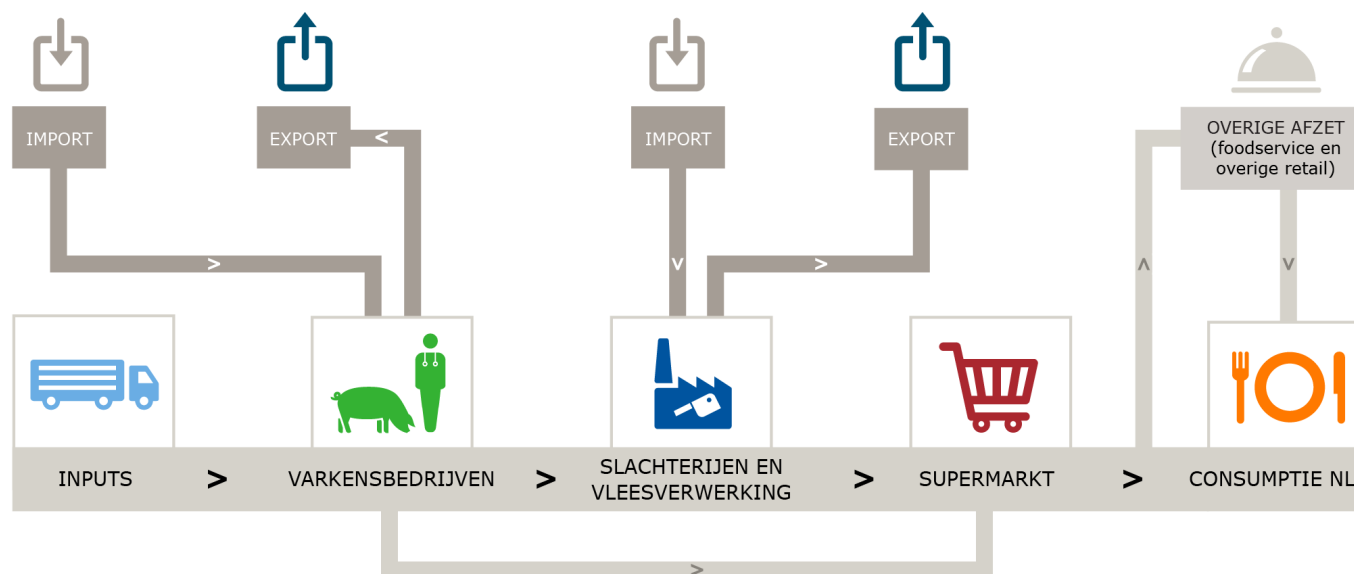 IMPORT
EXPORT
IMPORT
EXPORT
OVERIGE AFZET
(foodservice en
overige retail)
>
<
v
>
^
v
INPUTS
>
VARKENSBEDRIJVEN
>
SLACHTERIJEN EN
VLEESVERWERKING
>
SUPERMARKT
>
CONSUMPTIE NL
>